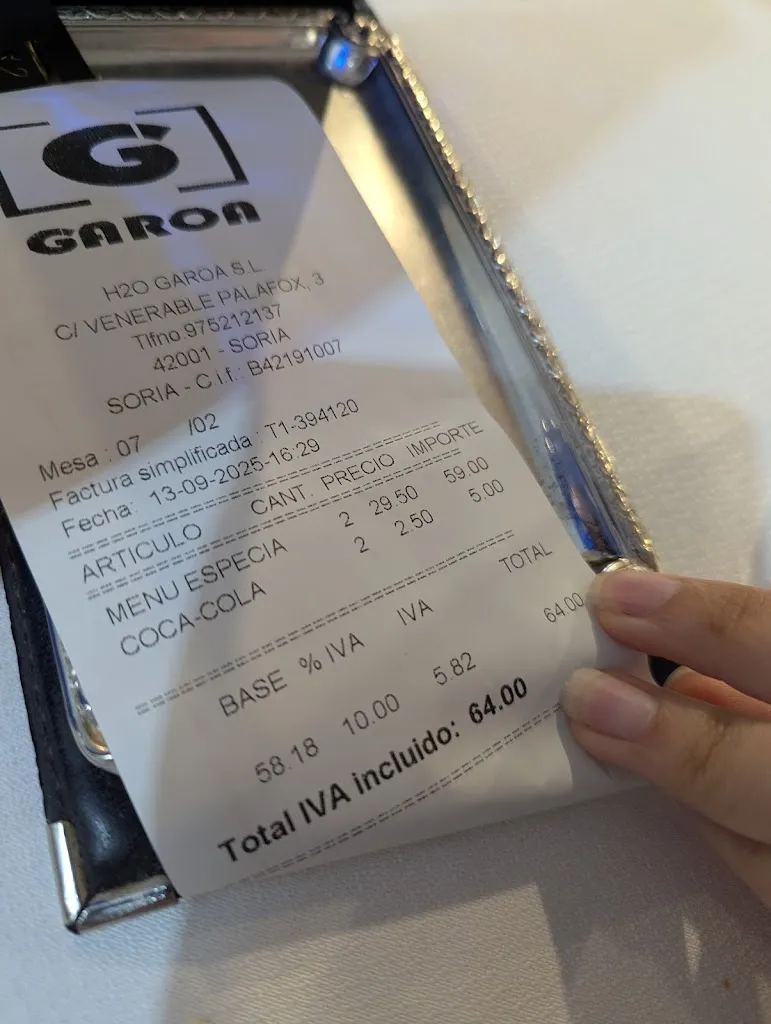 G
GAROA
H2O GAROA S.L
C/ VENERABLE PALAFOX, 3
Tlfno.975212137
42001 - SORIA
SORIA - C.i.f.: B42191007
Mesa : 07 /02
Factura simplificada : T1-394120
Fecha: 13-09-2025-16:29
ARTICULO CANT. PRECIO IMPORTE
MENU ESPECIA 2 29.50 59.00
COCA-COLA 2 2.50 5.00
BASE % IVA IVA TOTAL
58.18 10.00 5.82 64.00
Total IVA incluido: 64.00